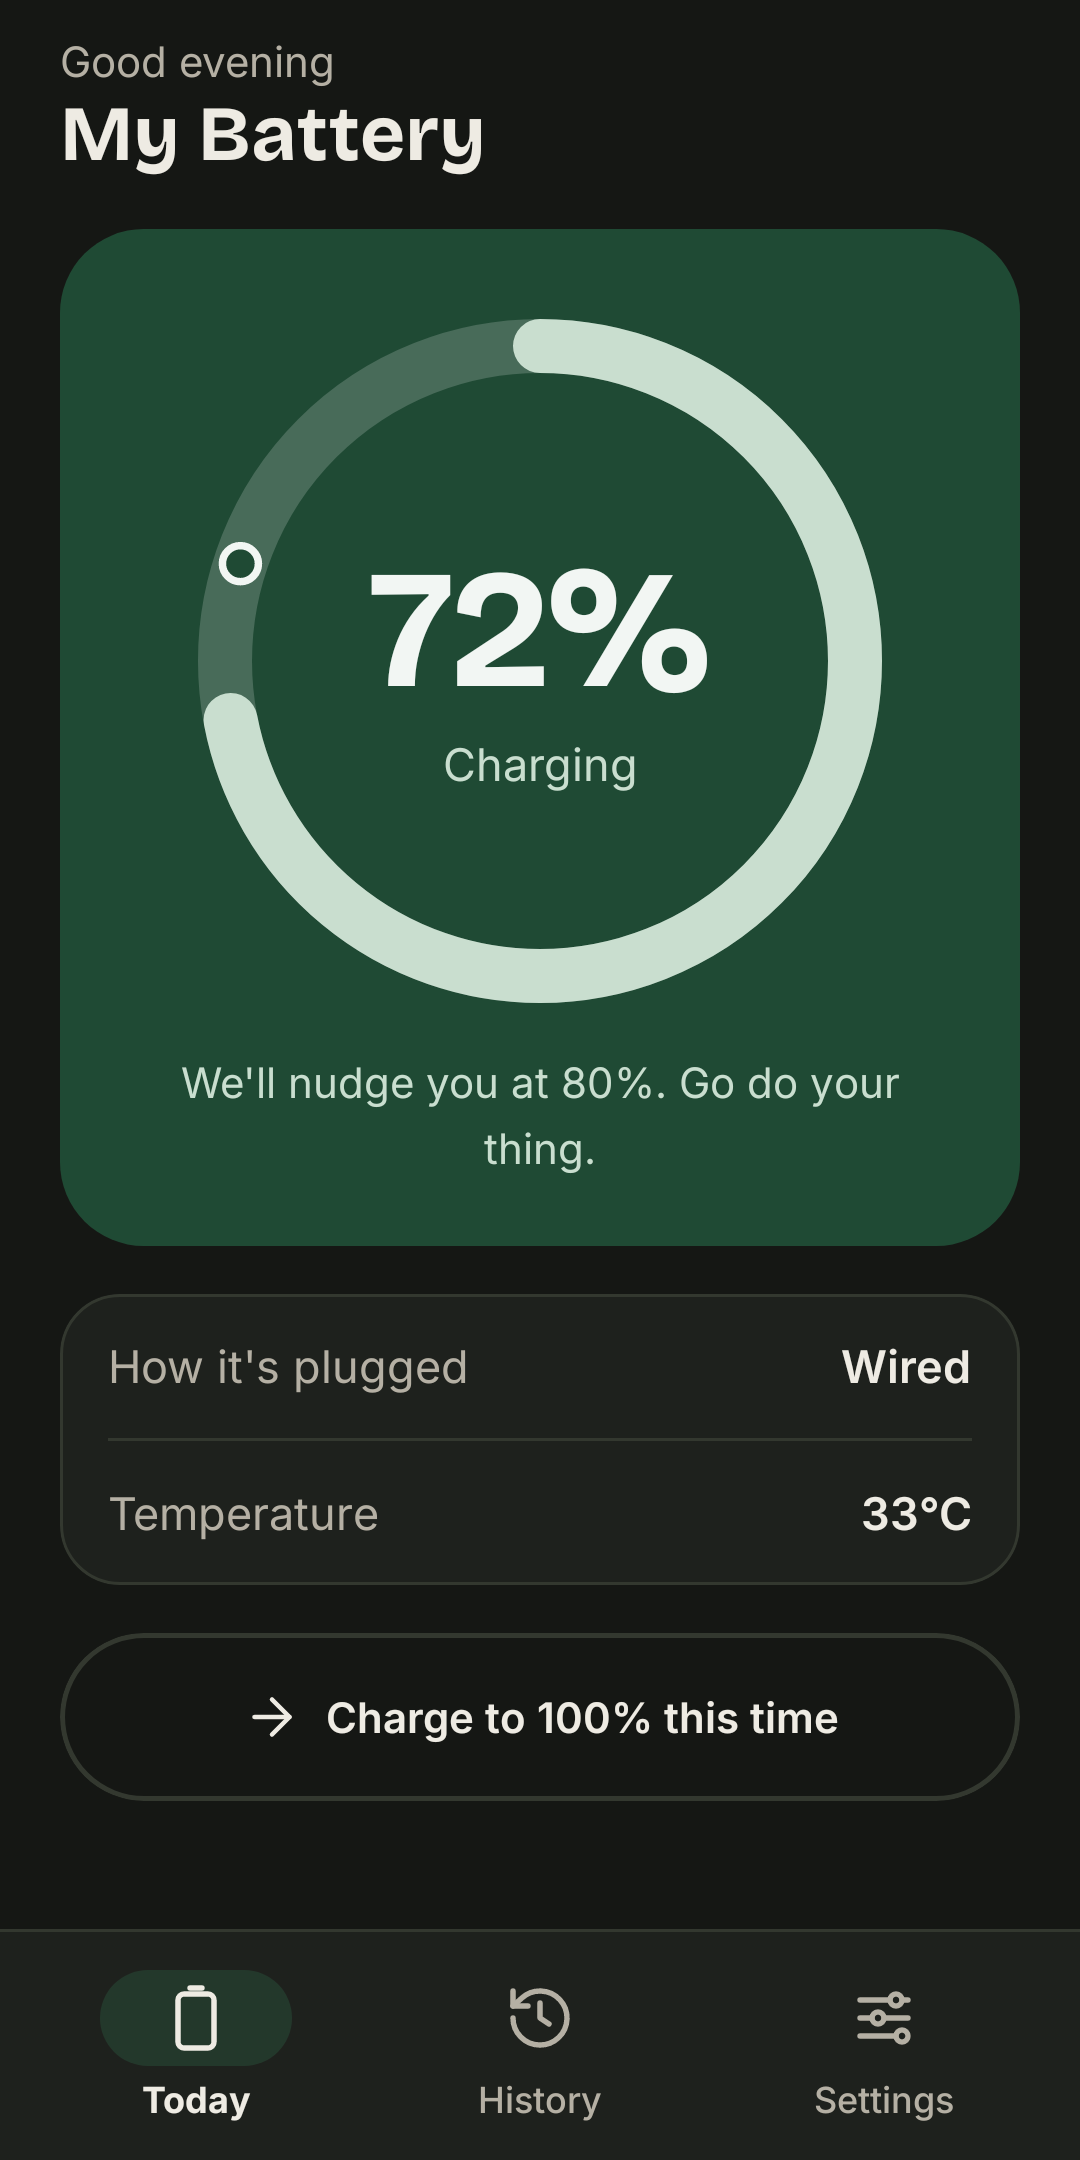 Good evening
My Battery
72%
Charging
We'll nudge you at 80%. Go do your
thing.
How it's plugged
Wired
Temperature
33°C
Charge to 100% this time
Today
History
Settings